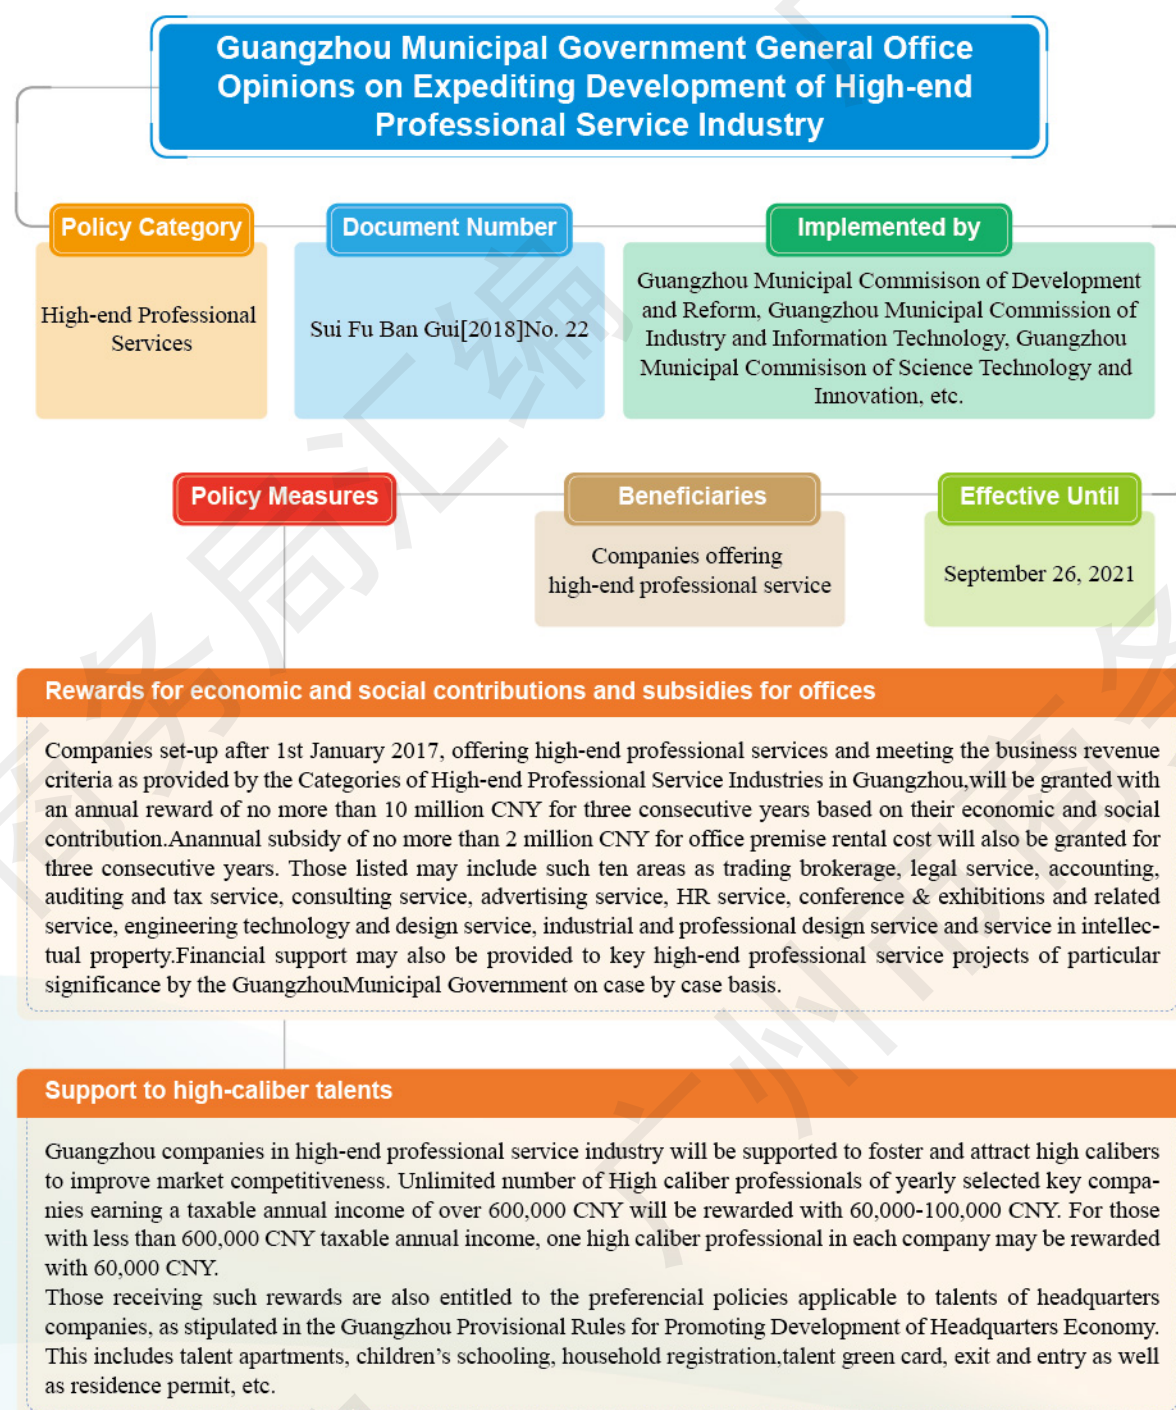 Guangzhou Municipal Government General Office
Opinions on Expediting Development of High-end
Professional Service Industry
Policy Category
Document Number
Implemented by
High-end Professional
Services
Sui Fu Ban Gui[2018]No. 22
Guangzhou Municipal Commisison of Development
and Reform, Guangzhou Municipal Commission of
Industry and Information Technology, Guangzhou
Municipal Commisison of Science Technology and
Innovation, etc.
Policy Measures
Beneficiaries
Effective Until
Companies offering
high-end professional service
September 26, 2021
Rewards for economic and social contributions and subsidies for offices
Companies set-up after 1st January 2017, offering high-end professional services and meeting the business revenue
criteria as provided by the Categories of High-end Professional Service Industries in Guangzhou,will be granted with
an annual reward of no more than 10 million CNY for three consecutive years based on their economic and social
contribution.Anannual subsidy of no more than 2 million CNY for office premise rental cost will also be granted for
three consecutive years. Those listed may include such ten areas as trading brokerage, legal service, accounting,
auditing and tax service, consulting service, advertising service, HR service, conference & exhibitions and related
service, engineering technology and design service, industrial and professional design service and service in intellec-
tual property.Financial support may also be provided to key high-end professional service projects of particular
significance by the GuangzhouMunicipal Government on case by case basis.
Support to high-caliber talents
Guangzhou companies in high-end professional service industry will be supported to foster and attract high calibers
to improve market competitiveness. Unlimited number of High caliber professionals of yearly selected key compa-
nies earning a taxable annual income of over 600,000 CNY will be rewarded with 60,000-100,000 CNY. For those
with less than 600,000 CNY taxable annual income, one high caliber professional in each company may be rewarded
with 60,000 CNY.
Those receiving such rewards are also entitled to the preferencial policies applicable to talents of headquarters
companies, as stipulated in the Guangzhou Provisional Rules for Promoting Development of Headquarters Economy.
This includes talent apartments, children's schooling, household registration,talent green card, exit and entry as well
as residence permit, etc.
商务局汇编
广州市商务